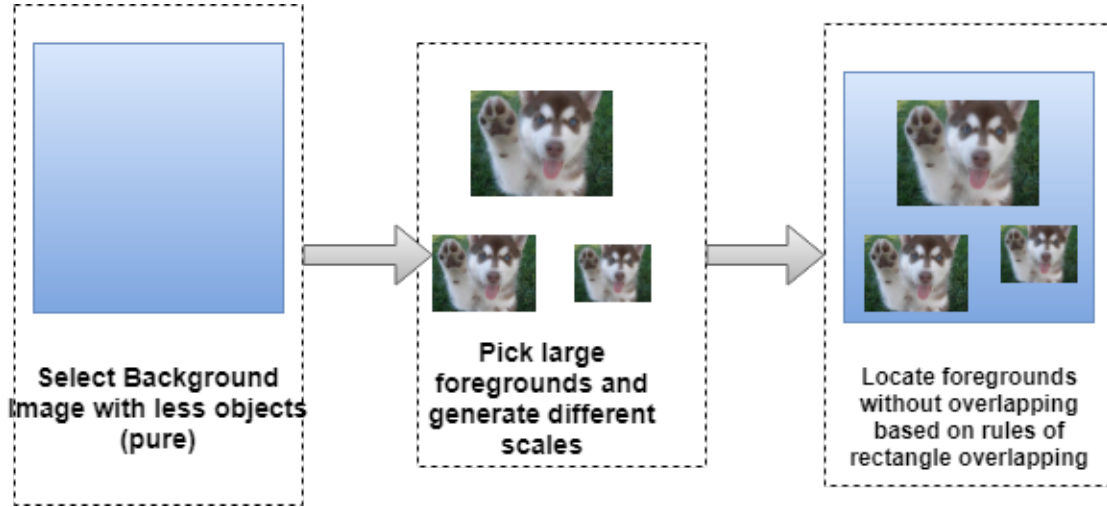 Select Background
Image with less objects
(pure)
Pick large
foregrounds and
generate different
scales
Locate foregrounds
without overlapping
based on rules of
rectangle overlapping